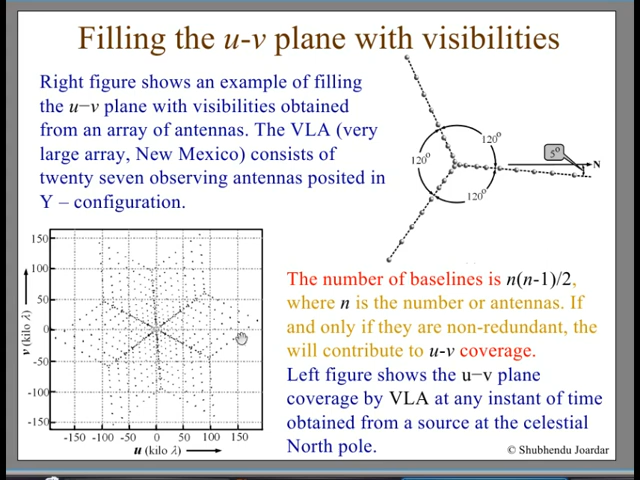 Filling the u-v plane with visibilities
Right figure shows an example of filling
the u−v plane with visibilities obtained
from an array of antennas. The VLA (very
large array, New Mexico) consists of
twenty seven observing antennas posited in
Y – configuration.
120°
120°
120°
5°
N
150
100
50
0
-50
-100
-150
v (kilo λ)
-150 -100 -50 0 50 100 150
u (kilo λ)
The number of baselines is n(n-1)/2,
where n is the number or antennas. If
and only if they are non-redundant, the
will contribute to u-v coverage.
Left figure shows the u−v plane
coverage by VLA at any instant of time
obtained from a source at the celestial
North pole.
© Shubhendu Joardar